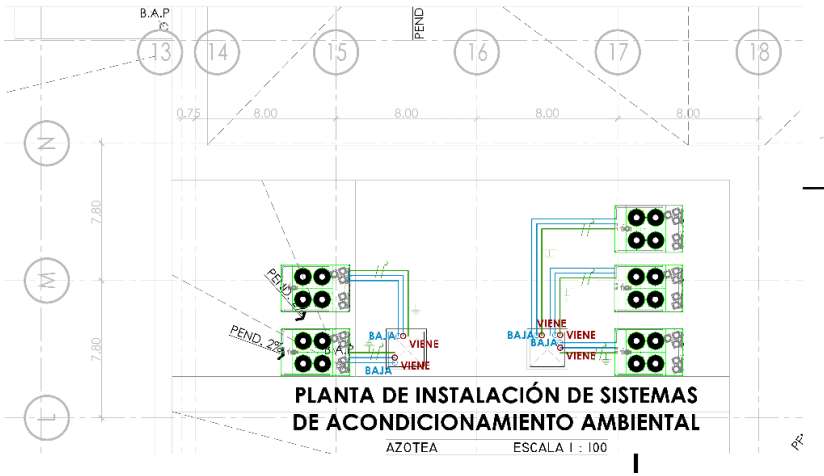 B.A.P
PEND
13
14
15
16
17
18
0.75
8.00
8.00
8.00
8.00
N
7.80
M
PEND.
VIENE
BAJA
VIENE
BAJA
VIENE
BAJA
VIENE
PEND. 2%
B.A.P
7.80
VIENE
BAJA
L
PLANTA DE INSTALACIÓN DE SISTEMAS
DE ACONDICIONAMIENTO AMBIENTAL
AZOTEA ESCALA 1 : 100